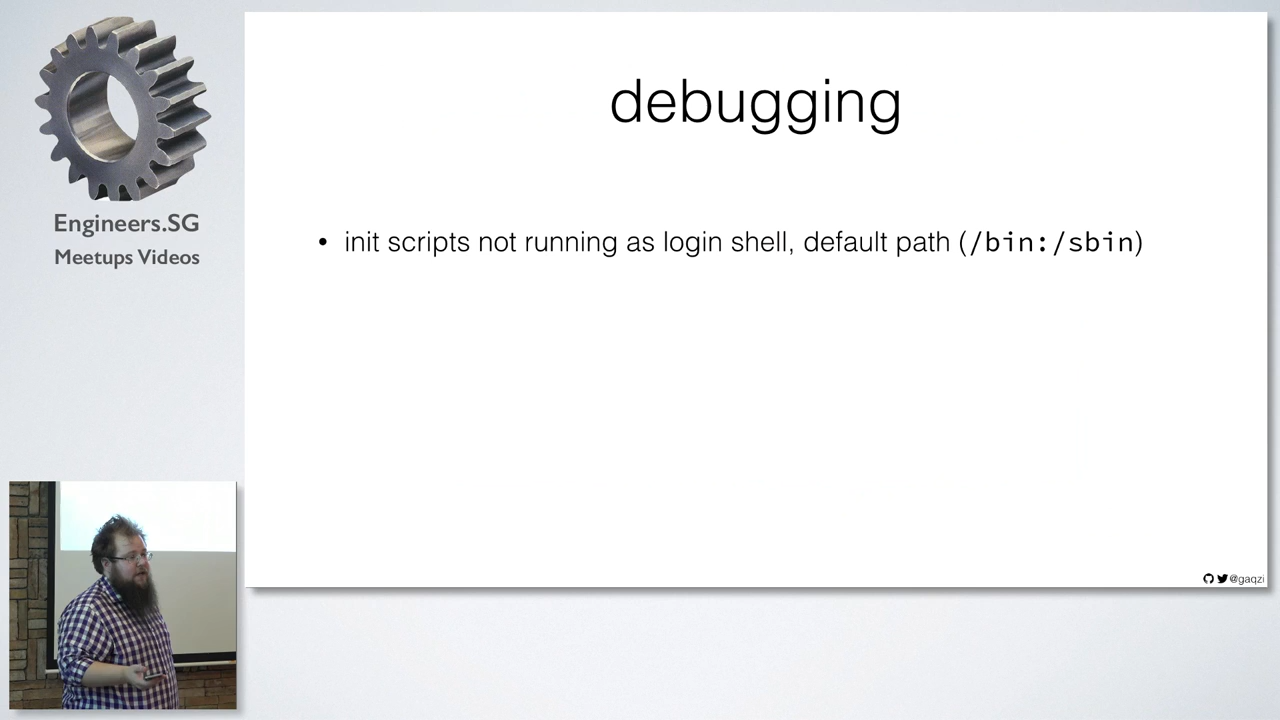 Engineers.SG
Meetups Videos
debugging
• init scripts not running as login shell, default path (/bin:/sbin)
@gaqzi